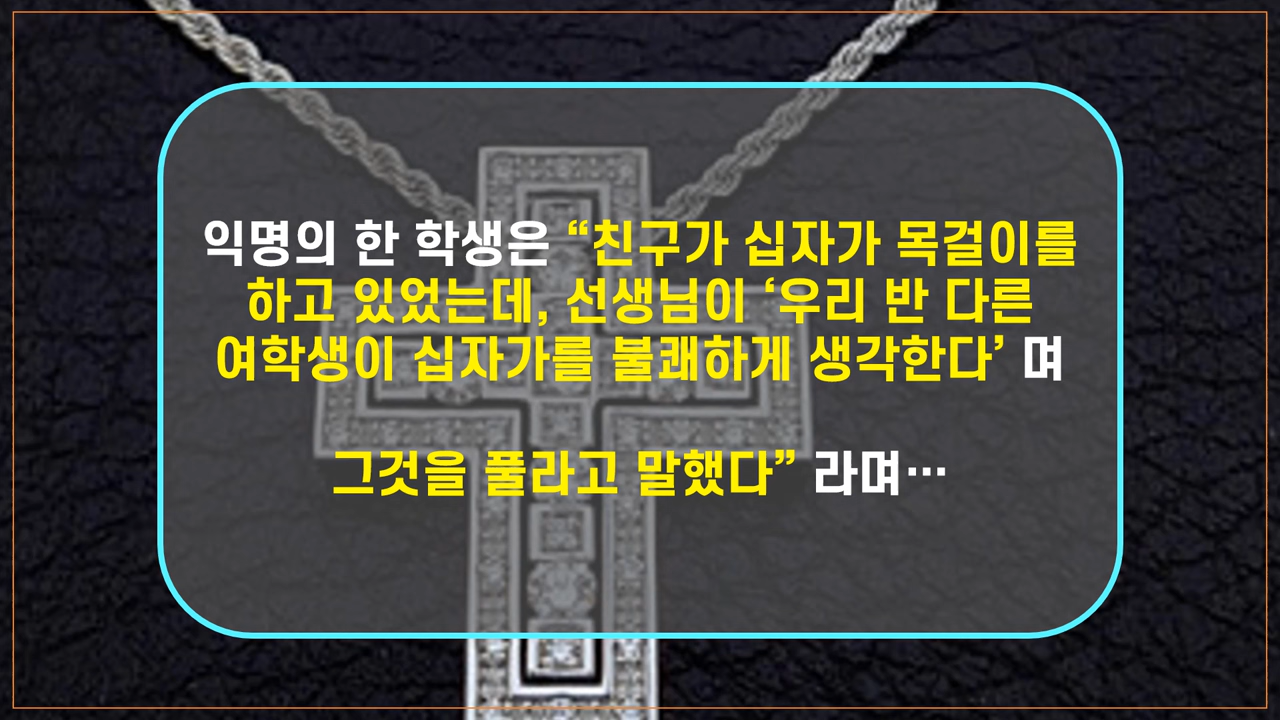 익명의 한 학생은 “친구가 십자가 목걸이를
하고 있었는데, 선생님이 ‘우리 반 다른
여학생이 십자가를 불쾌하게 생각한다’ 며
그것을 풀라고 말했다” 라며…